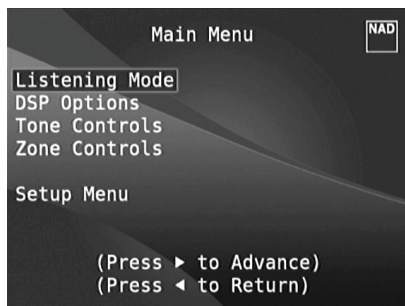 Main Menu
NAD
Listening Mode
DSP Options
Tone Controls
Zone Controls
Setup Menu
(Press ▶ to Advance)
(Press ◀ to Return)